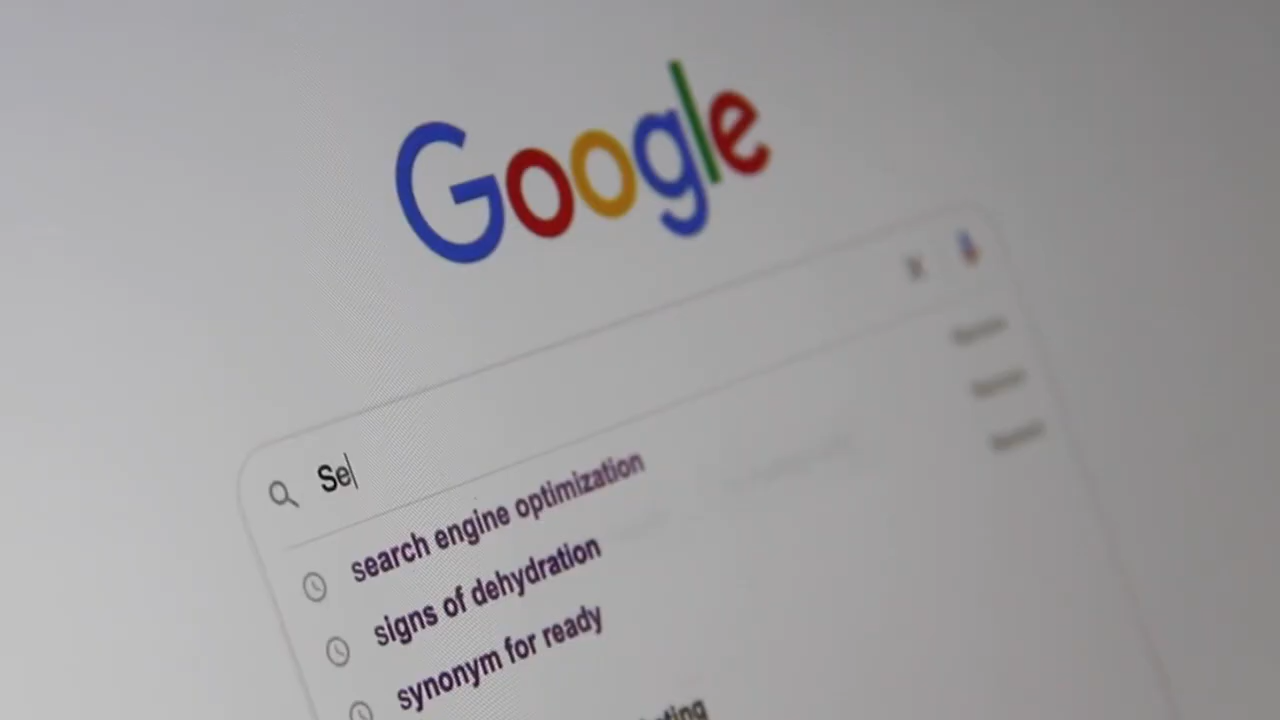 Google
Se
search engine optimization
signs of dehydration
synonym for ready